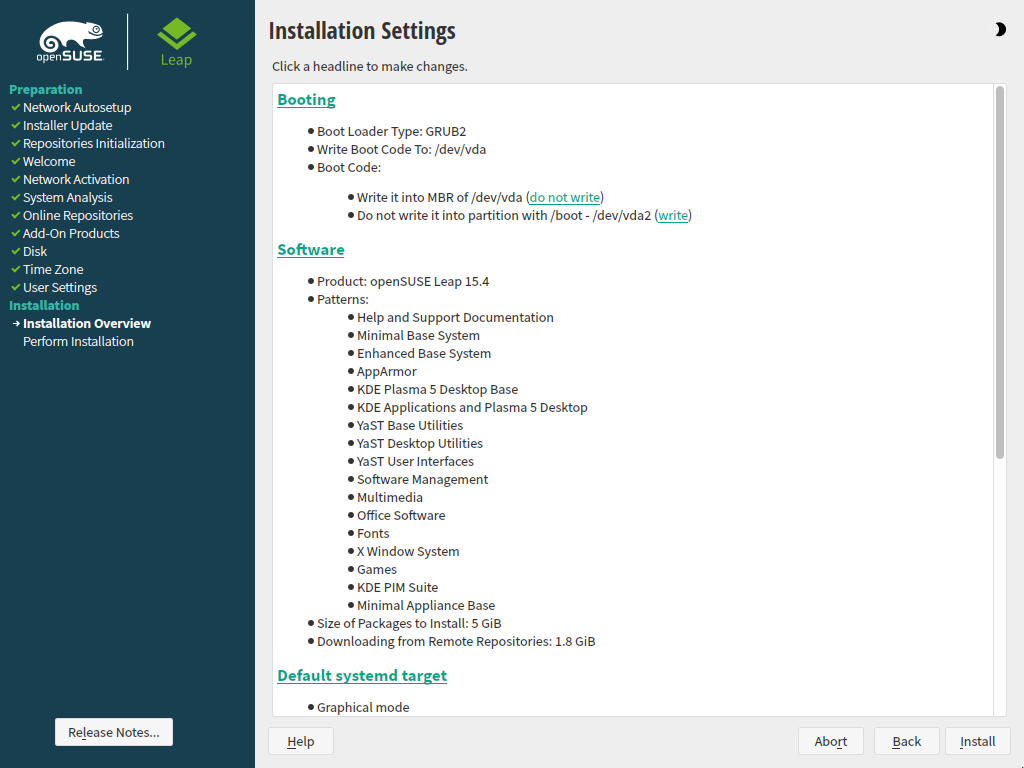 openSUSE
Leap
Preparation
Network Autosetup
Installer Update
Repositories Initialization
Welcome
Network Activation
System Analysis
Online Repositories
Add-On Products
Disk
Time Zone
User Settings
Installation
Installation Overview
Perform Installation
Release Notes...
Installation Settings
Click a headline to make changes.
Booting
Boot Loader Type: GRUB2
Write Boot Code To: /dev/vda
Boot Code:
Write it into MBR of /dev/vda (do not write)
Do not write it into partition with /boot - /dev/vda2 (write)
Software
Product: openSUSE Leap 15.4
Patterns:
Help and Support Documentation
Minimal Base System
Enhanced Base System
AppArmor
KDE Plasma 5 Desktop Base
KDE Applications and Plasma 5 Desktop
YaST Base Utilities
YaST Desktop Utilities
YaST User Interfaces
Software Management
Multimedia
Office Software
Fonts
X Window System
Games
KDE PIM Suite
Minimal Appliance Base
Size of Packages to Install: 5 GiB
Downloading from Remote Repositories: 1.8 GiB
Default systemd target
Graphical mode
Help
Abort
Back
Install